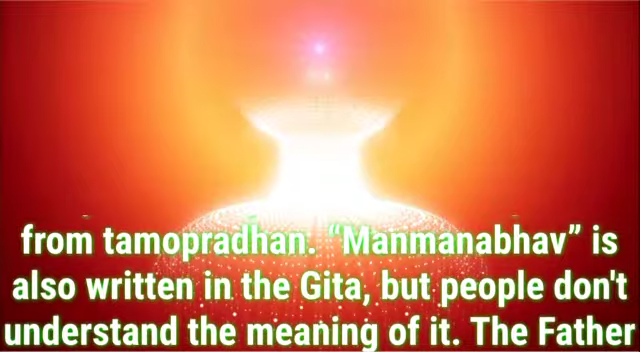 from tamopradhan. “Manmanabhav” is
also written in the Gita, but people don't
understand the meaning of it. The Father